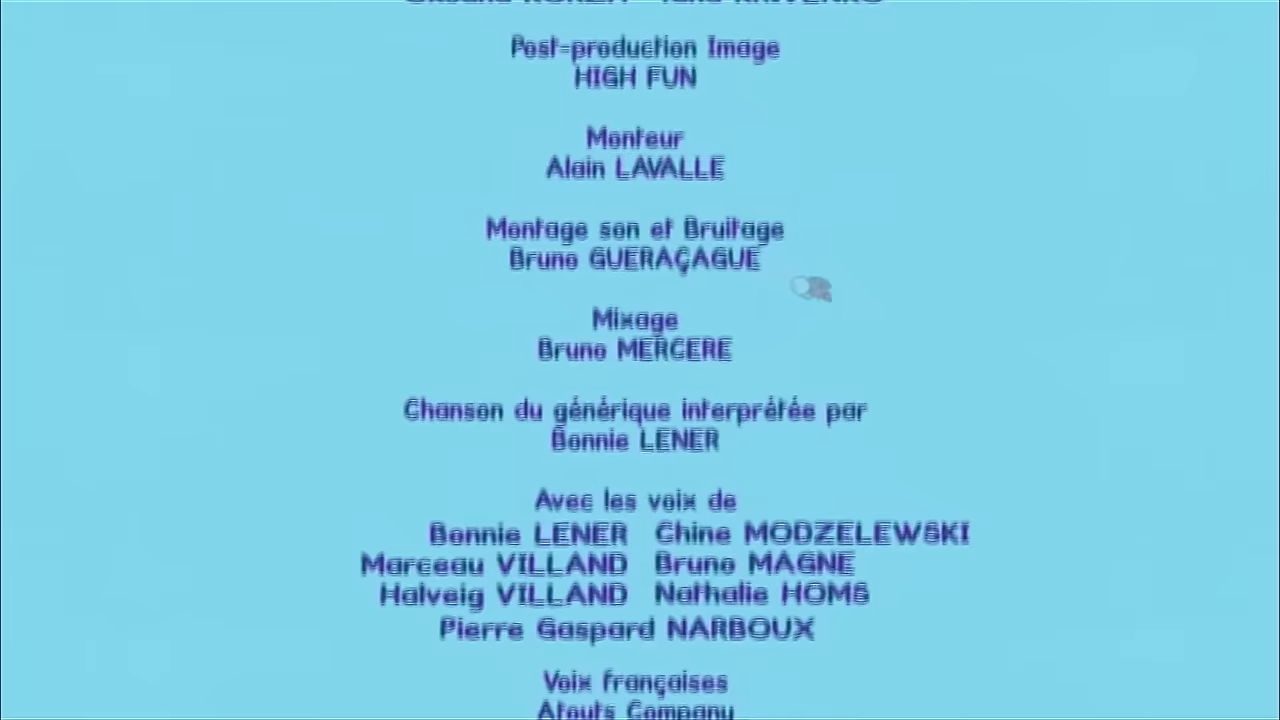 Post-production Image
HIGH FUN
Monteur
Alain LAVALLE
Montage son et Bruitage
Bruno GUERAÇAGUE
Mixage
Bruno MERCERE
Chanson du générique interprétée par
Bonnie LENER
Avec les voix de
Bonnie LENER Chine MODZELEWSKI
Marceau VILLAND Bruno MAGNE
Halveig VILLAND Nathalie HOMS
Pierre Gaspard NARBOUX
Voix françaises
Atouts Company